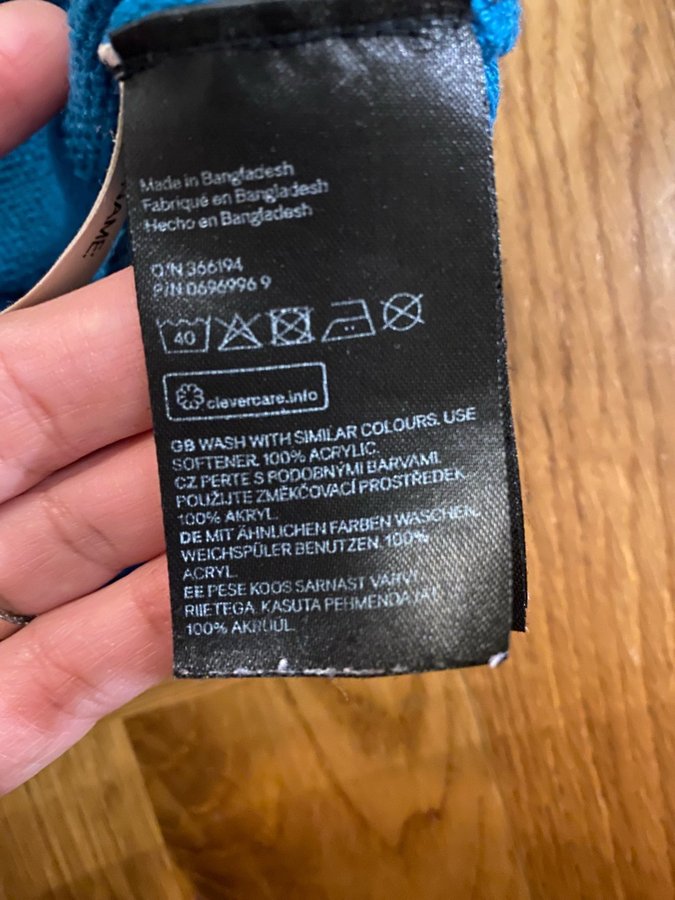 NAME:
Made in Bangladesh
Fabriqué en Bangladesh
Hecho en Bangladesh
O/N 366194
P/N 0696996 9
40
clevercare.info
GB WASH WITH SIMILAR COLOURS. USE
SOFTENER. 100% ACRYLIC.
CZ PERTE S PODOBNÝMI BARVAMI.
POUŽIJTE ZMĚKČOVACÍ PROSTŘEDEK.
100% AKRYL.
DE MIT ÄHNLICHEN FARBEN WASCHEN.
WEICHSPÜLER BENUTZEN. 100%
ACRYL.
EE PESE KOOS SARNAST VÄRVI
RIIETEGA. KASUTA PEHMENDAJAT.
100% AKRÜÜL.